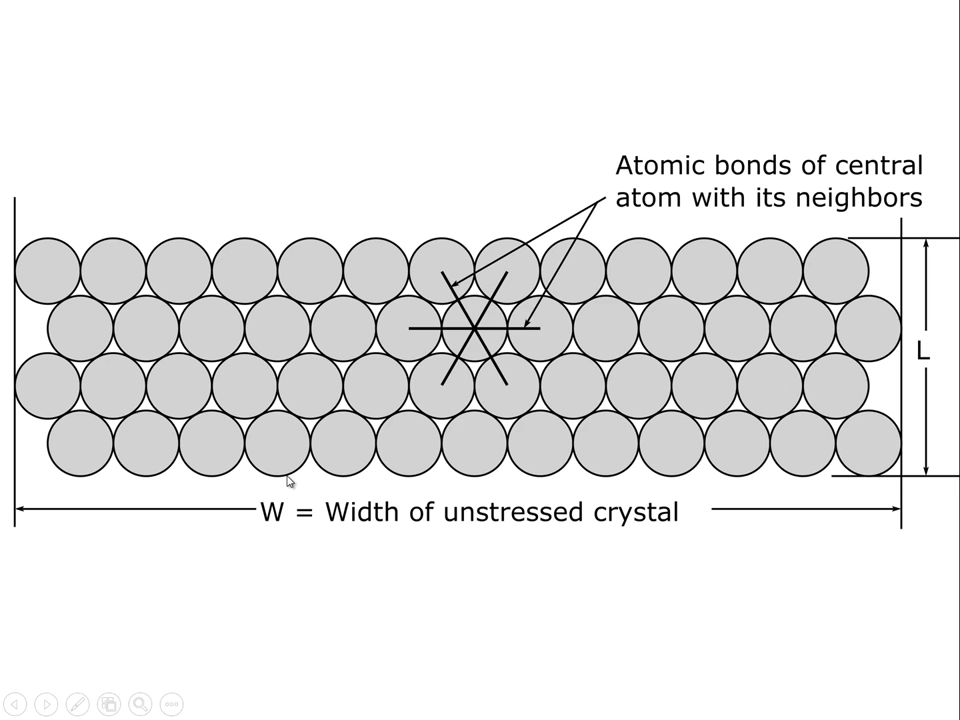 Atomic bonds of central
atom with its neighbors
L
W = Width of unstressed crystal